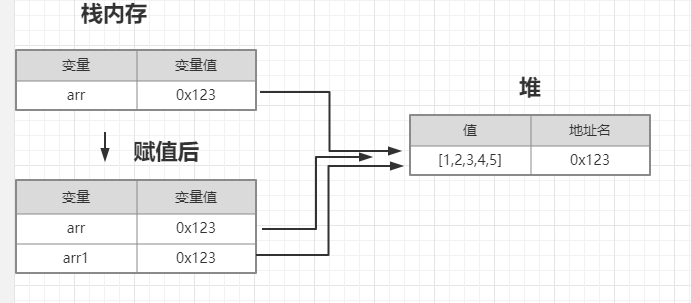 栈内存
变量 变量值
arr 0x123
堆
值 地址名
[1,2,3,4,5] 0x123
赋值后
变量 变量值
arr 0x123
arr1 0x123